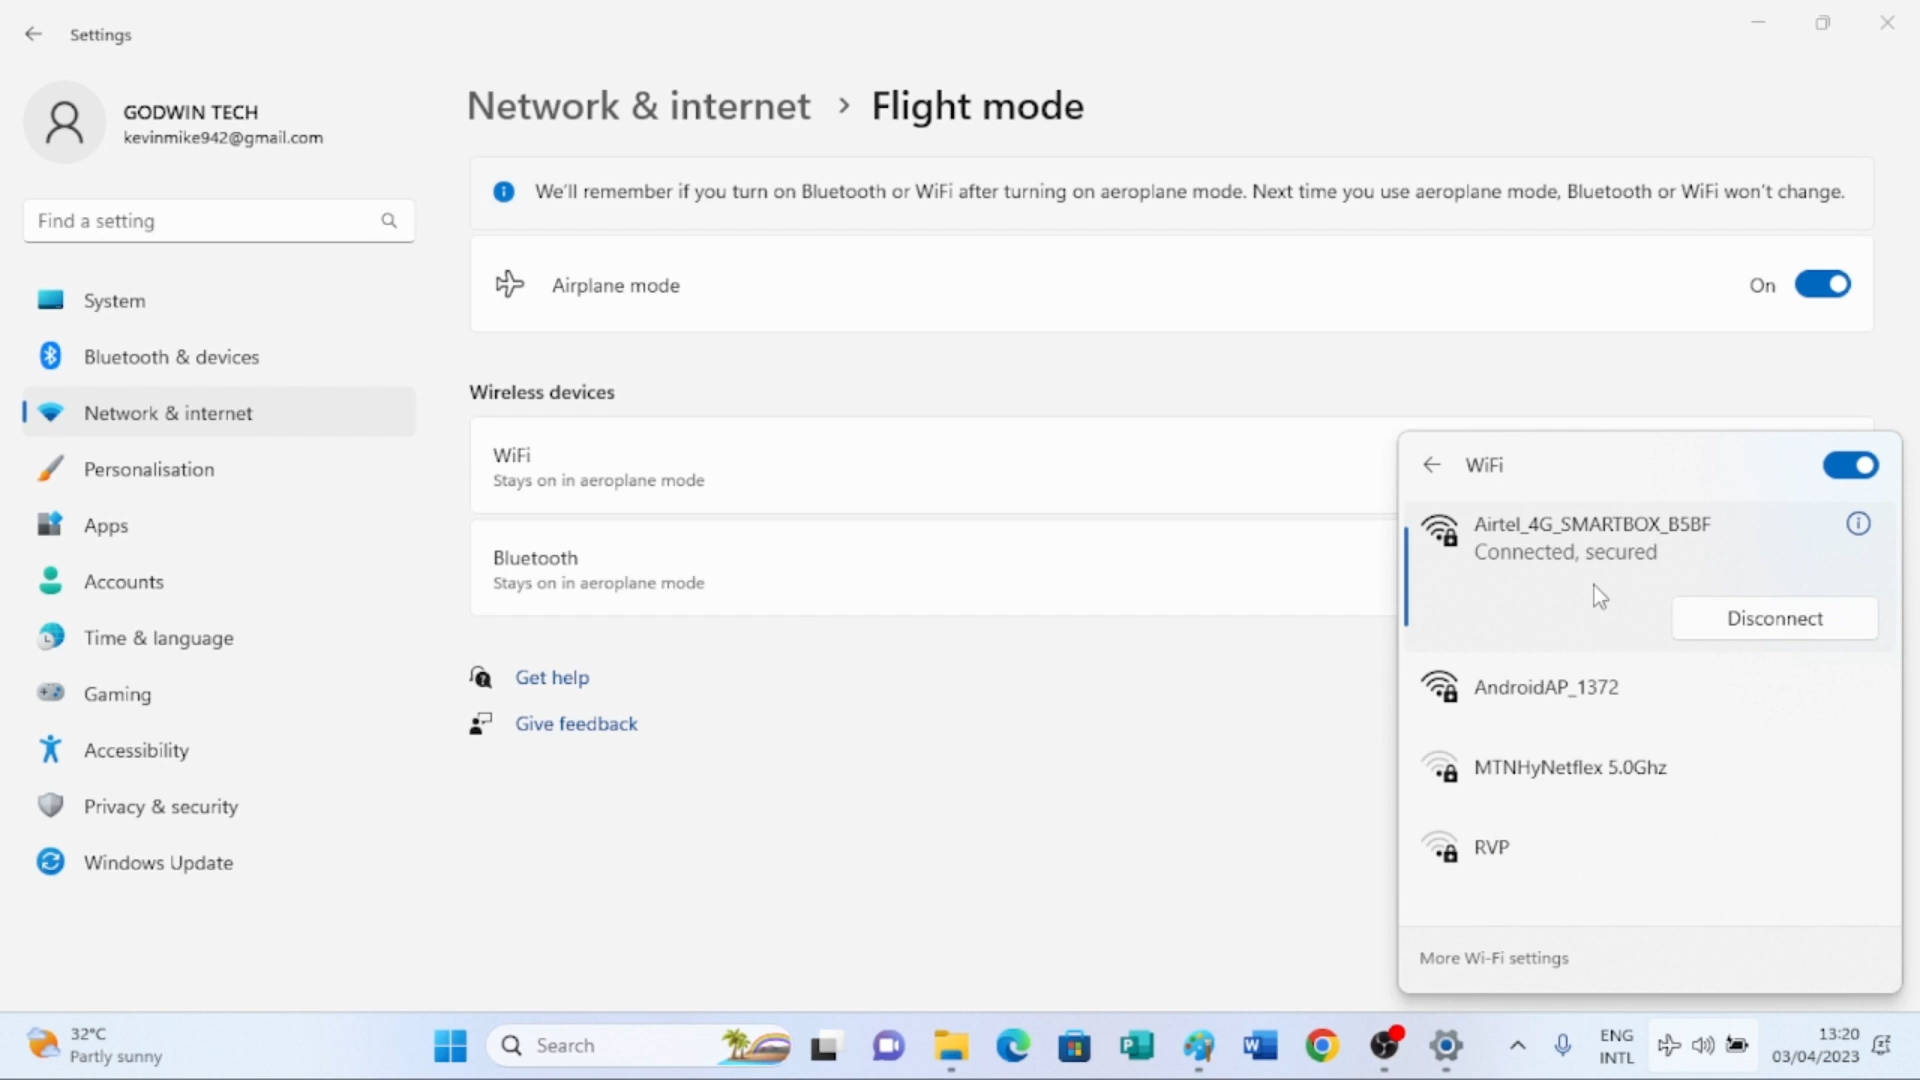 Settings
GODWIN TECH
kevinmike942@gmail.com
Find a setting
System
Bluetooth & devices
Network & internet
Personalisation
Apps
Accounts
Time & language
Gaming
Accessibility
Privacy & security
Windows Update
Network & internet > Flight mode
We'll remember if you turn on Bluetooth or WiFi after turning on aeroplane mode. Next time you use aeroplane mode, Bluetooth or WiFi won't change.
Airplane mode
On
Wireless devices
WiFi
Stays on in aeroplane mode
Bluetooth
Stays on in aeroplane mode
Get help
Give feedback
WiFi
Airtel_4G_SMARTBOX_B5BF
Connected, secured
Disconnect
AndroidAP_1372
MTNHyNetflex 5.0Ghz
RVP
More Wi-Fi settings
32°C
Partly sunny
Search
ENG
INTL
13:20
03/04/2023